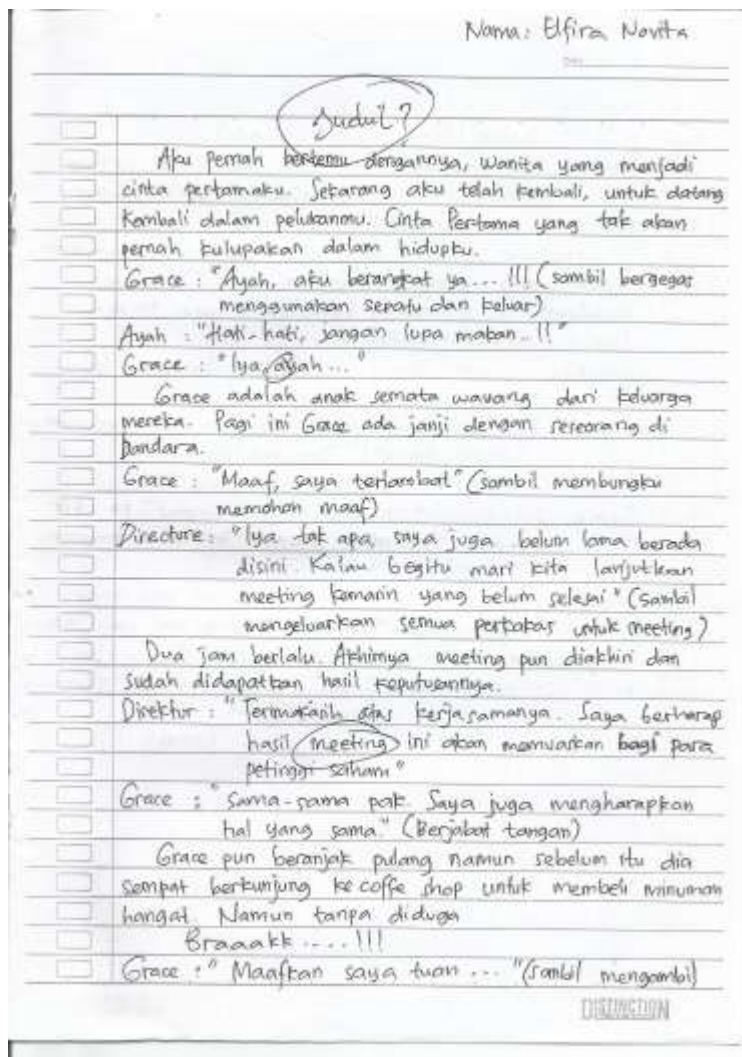 Nama: Elfira Novita
Judul?
Aku pernah bertemu dengannya, wanita yang menjadi
cinta pertamaku. Sekarang aku telah kembali, untuk datang
kembali dalam pelukanmu. Cinta Pertama yang tak akan
pernah kulupakan dalam hidupku.
Grace : "Ayah, aku berangkat ya... !!! (sambil bergegas
menggunakan sepatu dan keluar)
Ayah : "Hati-hati, jangan lupa makan..!!"
Grace : "Iya, ayah ..."
Grace adalah anak semata wavang dari keluarga
mereka. Pagi ini Grace ada janji dengan seseorang di
bandara.
Grace : "Maaf, saya terlambat" (sambil membungku
memohon maaf)
Directure : "Iya tak apa, saya juga belum lama berada
disini. Kalau begitu mari kita lanjutkan
meeting kemarin yang belum selesai" (Sambil
mengeluarkan semua perkakas untuk meeting)
Dua jam berlalu. Akhirnya meeting pun diakhiri dan
sudah didapatkan hasil keputusannya.
Direktur : "Terimakasih atas kerjasamanya. Saya berharap
hasil meeting ini akan memuaskan bagi para
petinggi saham"
Grace : "Sama-sama pak. Saya juga mengharapkan
hal yang sama" (Berjabat tangan)
Grace pun beranjak pulang namun sebelum itu dia
sempat berkunjung ke coffe shop untuk membeli minuman
hangat. Namun tanpa diduga
Braaakk ....!!!
Grace : "Maafkan saya tuan ..." (sambil mengambil